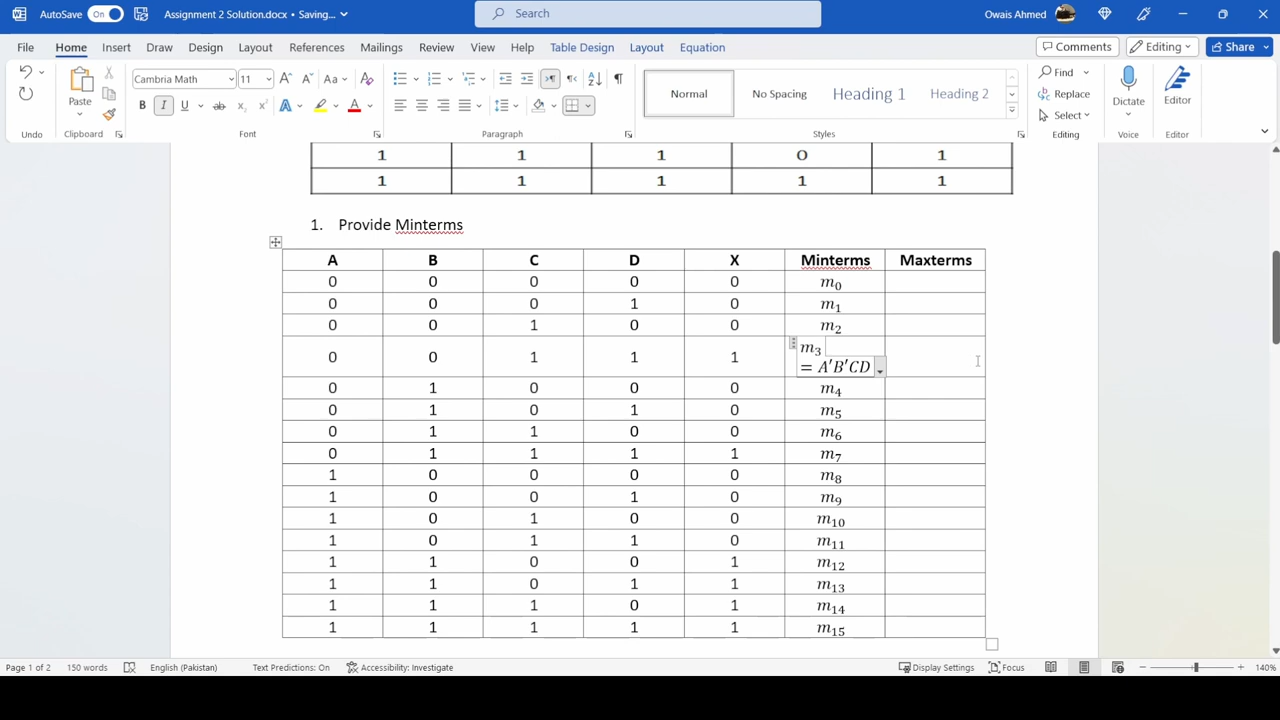 AutoSave On Assignment 2 Solution.docx • Saving... Search Owais Ahmed
File Home Insert Draw Design Layout References Mailings Review View Help Table Design Layout Equation Comments Editing Share
Paste Cambria Math 11 Normal No Spacing Heading 1 Heading 2 Find Replace Select Dictate Editor
Undo Clipboard Font Paragraph Styles Editing Voice Editor
1 1 1 0 1
1 1 1 1 1
1. Provide Minterms
A B C D X Minterms Maxterms
0 0 0 0 0 m₀
0 0 0 1 0 m₁
0 0 1 0 0 m₂
0 0 1 1 1 m₃
= A′B′CD
0 1 0 0 0 m₄
0 1 0 1 0 m₅
0 1 1 0 0 m₆
0 1 1 1 1 m₇
1 0 0 0 0 m₈
1 0 0 1 0 m₉
1 0 1 0 0 m₁₀
1 0 1 1 0 m₁₁
1 1 0 0 1 m₁₂
1 1 0 1 1 m₁₃
1 1 1 0 1 m₁₄
1 1 1 1 1 m₁₅
Page 1 of 2 150 words English (Pakistan) Text Predictions: On Accessibility: Investigate Display Settings Focus 140%